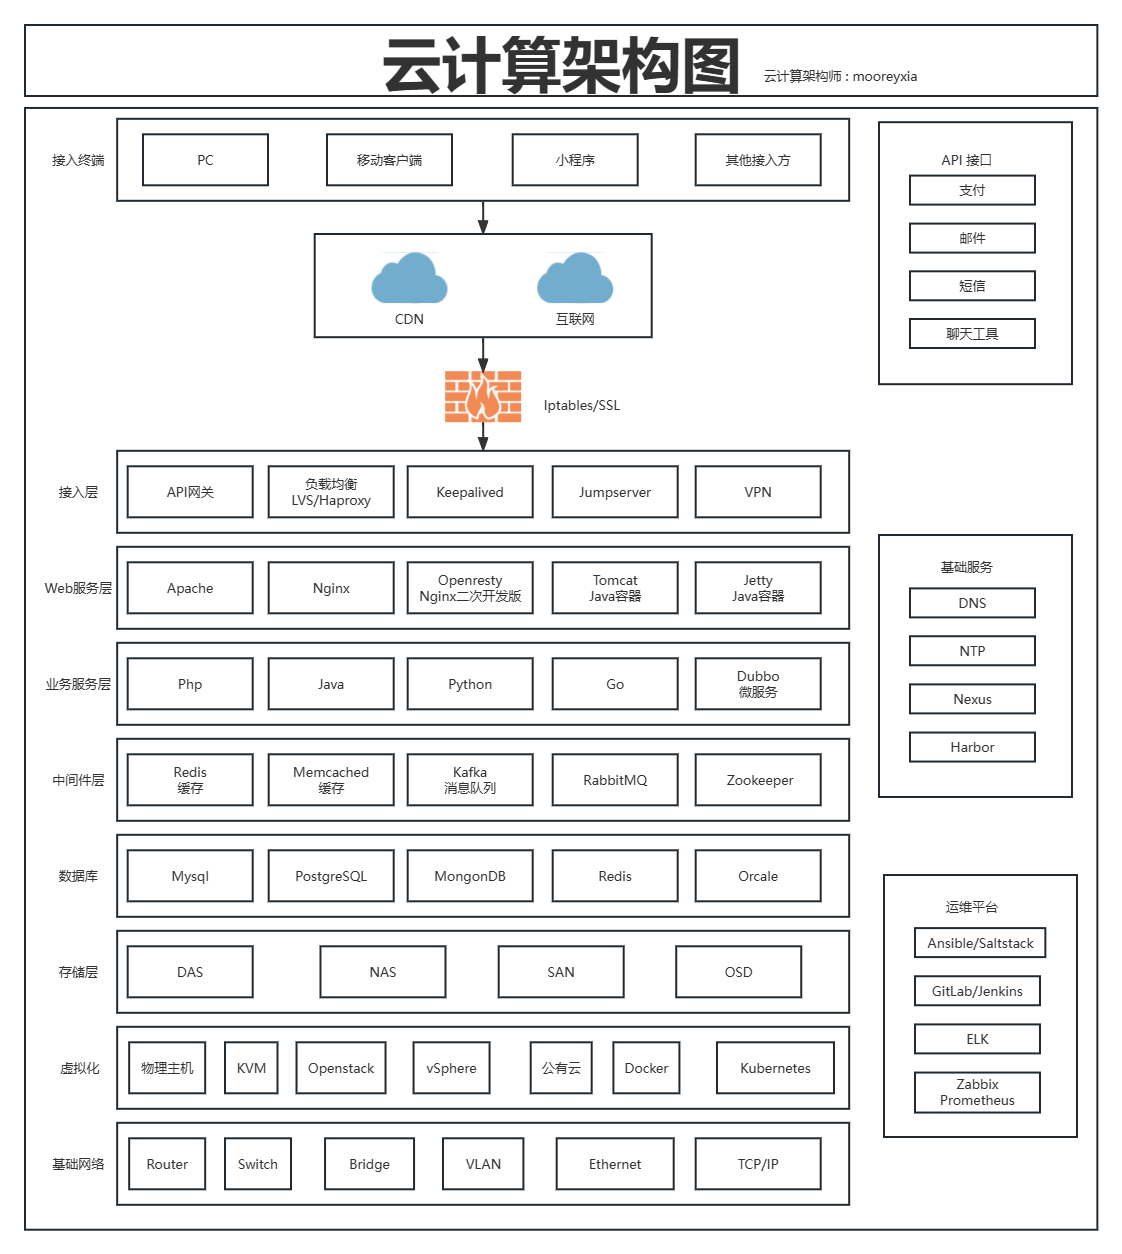 云计算架构图
云计算架构师 : mooreyxia
接入终端
PC
移动客户端
小程序
其他接入方
CDN
互联网
Iptables/SSL
接入层
API网关
负载均衡
LVS/Haproxy
Keepalived
Jumpserver
VPN
Web服务层
Apache
Nginx
Openresty
Nginx二次开发版
Tomcat
Java容器
Jetty
Java容器
业务服务层
Php
Java
Python
Go
Dubbo
微服务
中间件层
Redis
缓存
Memcached
缓存
Kafka
消息队列
RabbitMQ
Zookeeper
数据库
Mysql
PostgreSQL
MongonDB
Redis
Orcale
存储层
DAS
NAS
SAN
OSD
虚拟化
物理主机
KVM
Openstack
vSphere
公有云
Docker
Kubernetes
基础网络
Router
Switch
Bridge
VLAN
Ethernet
TCP/IP
API 接口
支付
邮件
短信
聊天工具
基础服务
DNS
NTP
Nexus
Harbor
运维平台
Ansible/Saltstack
GitLab/Jenkins
ELK
Zabbix
Prometheus